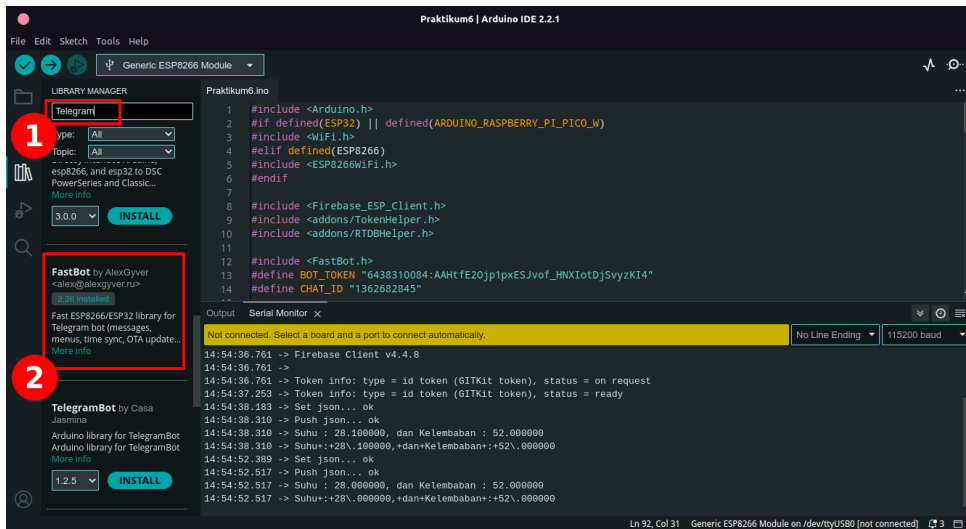 Praktikum6 | Arduino IDE 2.2.1
File Edit Sketch Tools Help
Generic ESP8266 Module
LIBRARY MANAGER
Telegram
1
Type: All
Topic: All
esp8266, and esp32 to DSC
PowerSeries and Classic...
More info
3.0.0 INSTALL
FastBot by AlexGyver
<alex@alexgyver.ru>
2.26 installed
Fast ESP8266/ESP32 library for
Telegram bot (messages,
menus, time sync, OTA update...
More info
2
TelegramBot by Casa
Jasmina
Arduino library for TelegramBot
Arduino library for TelegramBot
More info
1.2.5 INSTALL
Praktikum6.ino
1 #include <Arduino.h>
2 #if defined(ESP32) || defined(ARDUINO_RASPBERRY_PI_PICO_W)
3 #include <WiFi.h>
4 #elif defined(ESP8266)
5 #include <ESP8266WiFi.h>
6 #endif
7
8 #include <Firebase_ESP_Client.h>
9 #include <addons/TokenHelper.h>
10 #include <addons/RTDBHelper.h>
11
12 #include <FastBot.h>
13 #define BOT_TOKEN "6438310084:AAHtfE2Ojp1pxESJvof_HNXIotDjSvyzKI4"
14 #define CHAT_ID "1362682845"
Output Serial Monitor
Not connected. Select a board and a port to connect automatically.
No Line Ending 115200 baud
14:54:36.761 -> Firebase Client v4.4.8
14:54:36.761 ->
14:54:36.761 -> Token info: type = id token (GITKit token), status = on request
14:54:37.253 -> Token info: type = id token (GITKit token), status = ready
14:54:38.183 -> Set json... ok
14:54:38.310 -> Push json... ok
14:54:38.310 -> Suhu : 28.100000, dan Kelembaban : 52.000000
14:54:38.310 -> Suhu+:+28\.100000,+dan+Kelembaban+:+52\.000000
14:54:52.389 -> Set json... ok
14:54:52.517 -> Push json... ok
14:54:52.517 -> Suhu : 28.000000, dan Kelembaban : 52.000000
14:54:52.517 -> Suhu+:+28\.000000,+dan+Kelembaban+:+52\.000000
Ln 92, Col 31 Generic ESP8266 Module on /dev/ttyUSB0 [not connected] 3